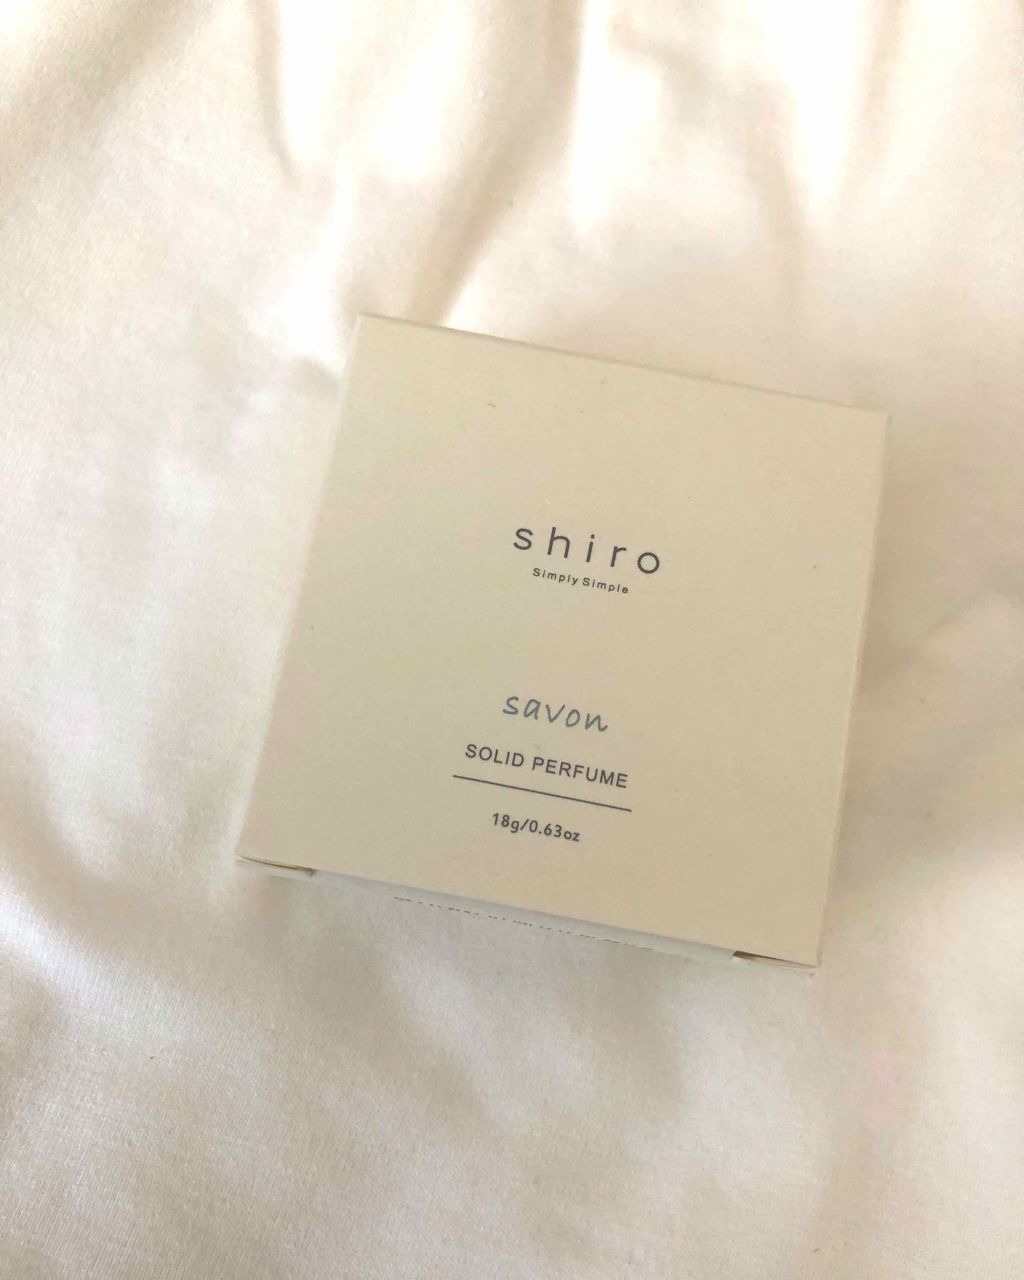 shiro
Simply Simple
savon
SOLID PERFUME
18g/0.63oz